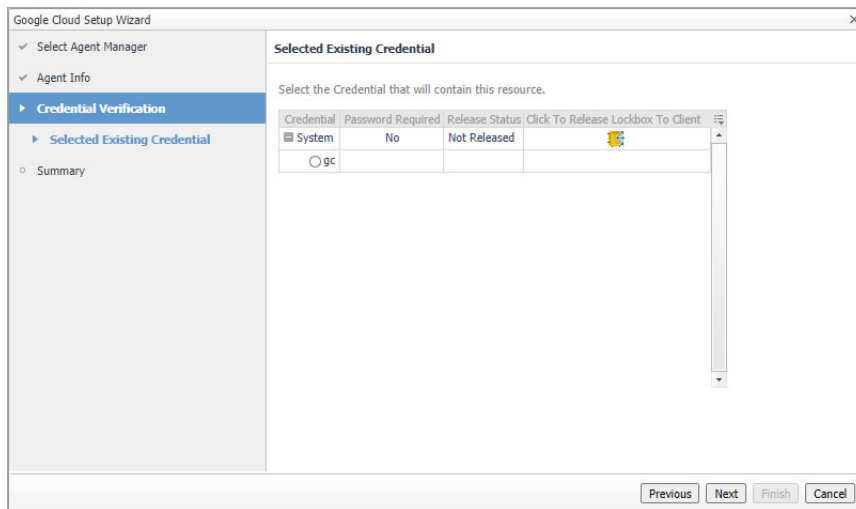 Google Cloud Setup Wizard
Select Agent Manager
Agent Info
Credential Verification
Selected Existing Credential
Summary
Selected Existing Credential
Select the Credential that will contain this resource.
Credential Password Required Release Status Click To Release Lockbox To Client
System No Not Released
gc
Previous Next Finish Cancel